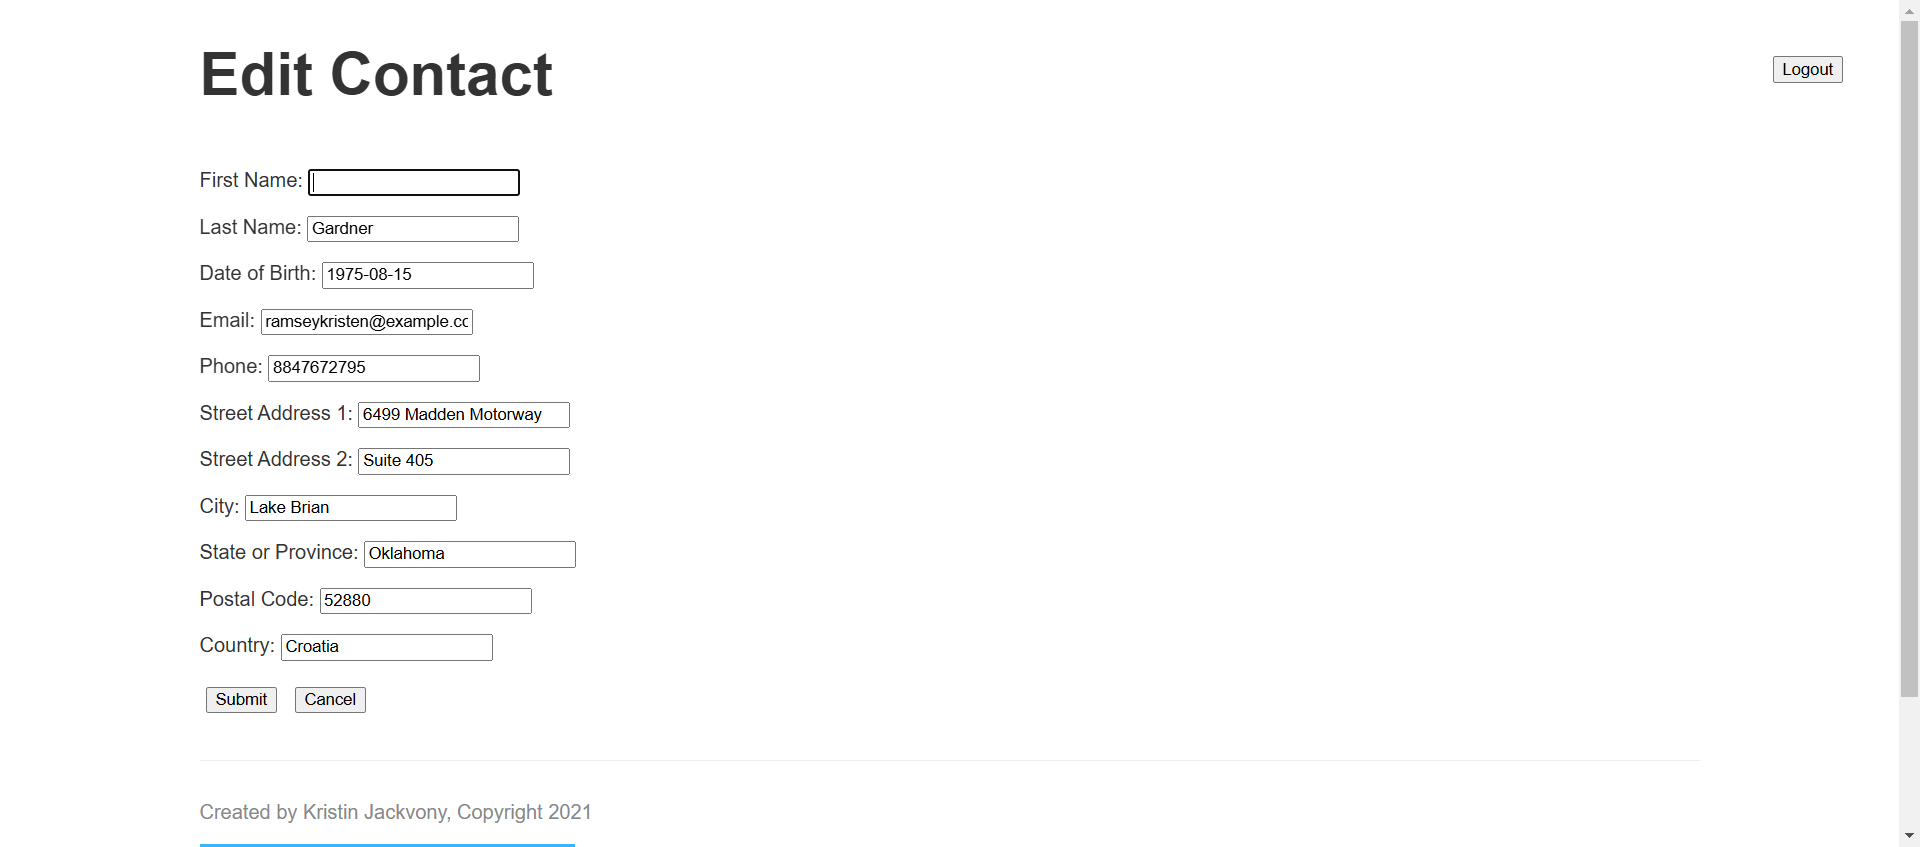 Edit Contact
Logout
First Name:
Last Name: Gardner
Date of Birth: 1975-08-15
Email: ramseykristen@example.cc
Phone: 8847672795
Street Address 1: 6499 Madden Motorway
Street Address 2: Suite 405
City: Lake Brian
State or Province: Oklahoma
Postal Code: 52880
Country: Croatia
Submit Cancel
Created by Kristin Jackvony, Copyright 2021